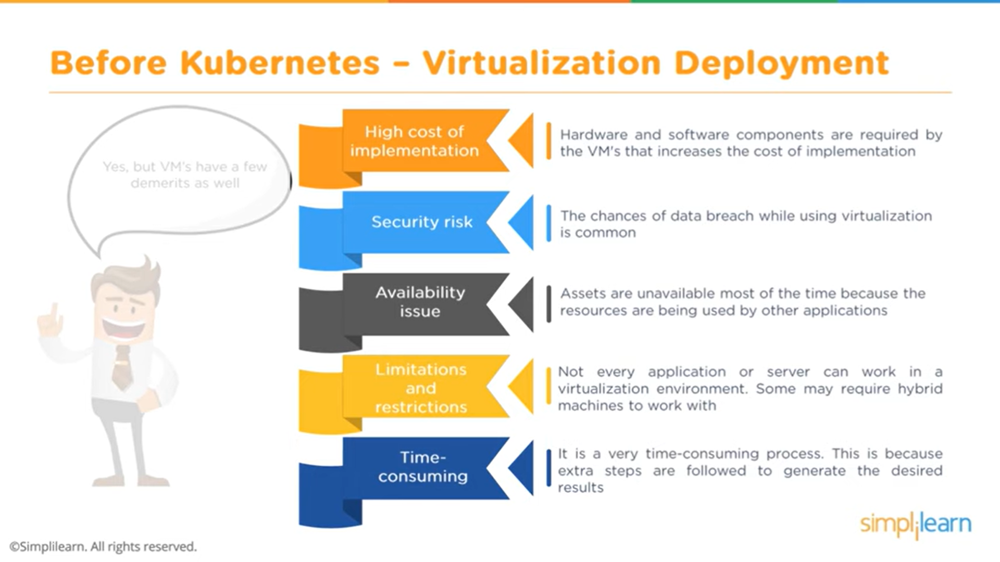 Before Kubernetes – Virtualization Deployment
Yes, but VM's have a few
demerits as well
High cost of
implementation
Hardware and software components are required by
the VM's that increases the cost of implementation
Security risk
The chances of data breach while using virtualization
is common
Availability
issue
Assets are unavailable most of the time because the
resources are being used by other applications
Limitations
and
restrictions
Not every application or server can work in a
virtualization environment. Some may require hybrid
machines to work with
Time-
consuming
It is a very time-consuming process. This is because
extra steps are followed to generate the desired
results
simplilearn
©Simplilearn. All rights reserved.